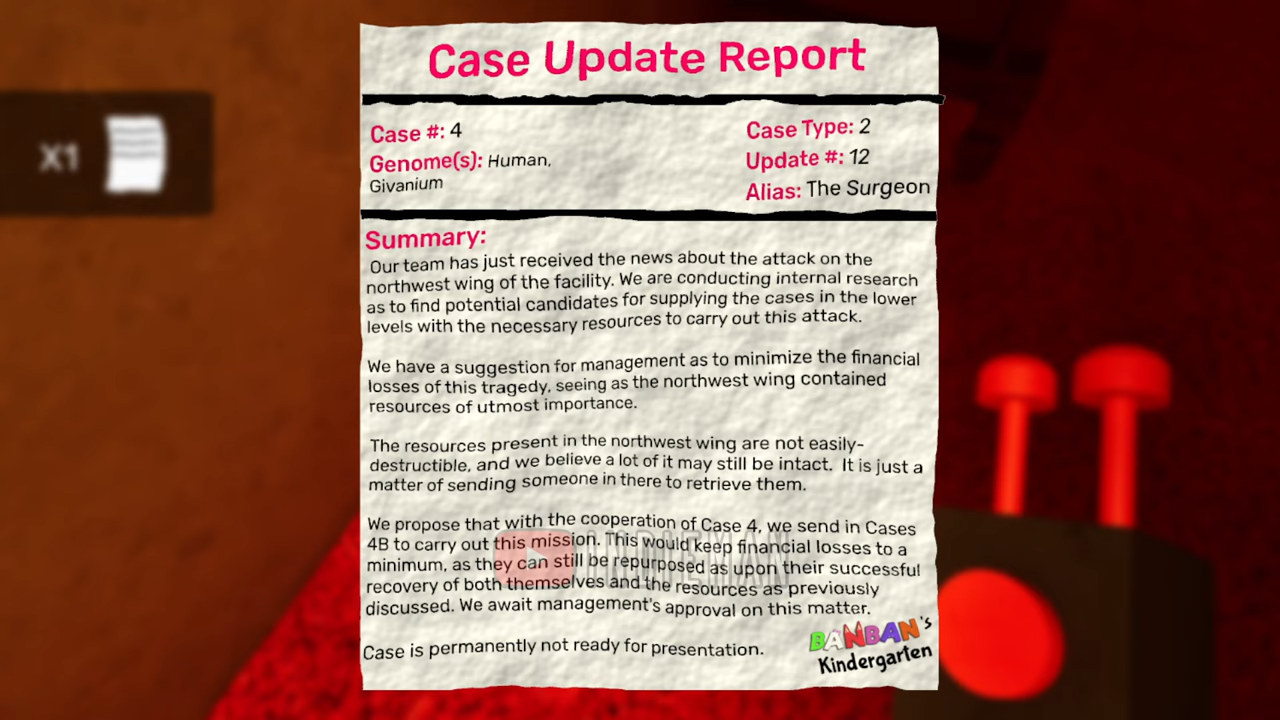 Case Update Report
X1
Case #: 4
Genome(s): Human,
Givanium
Case Type: 2
Update #: 12
Alias: The Surgeon
Summary:
Our team has just received the news about the attack on the
northwest wing of the facility. We are conducting internal research
as to find potential candidates for supplying the cases in the lower
levels with the necessary resources to carry out this attack.
We have a suggestion for management as to minimize the financial
losses of this tragedy, seeing as the northwest wing contained
resources of utmost importance.
The resources present in the northwest wing are not easily-
destructible, and we believe a lot of it may still be intact. It is just a
matter of sending someone in there to retrieve them.
We propose that with the cooperation of Case 4, we send in Cases
4B to carry out this mission. This would keep financial losses to a
minimum, as they can still be repurposed as upon their successful
recovery of both themselves and the resources as previously
discussed. We await management's approval on this matter.
Case is permanently not ready for presentation.
BANBAN's
Kindergarten